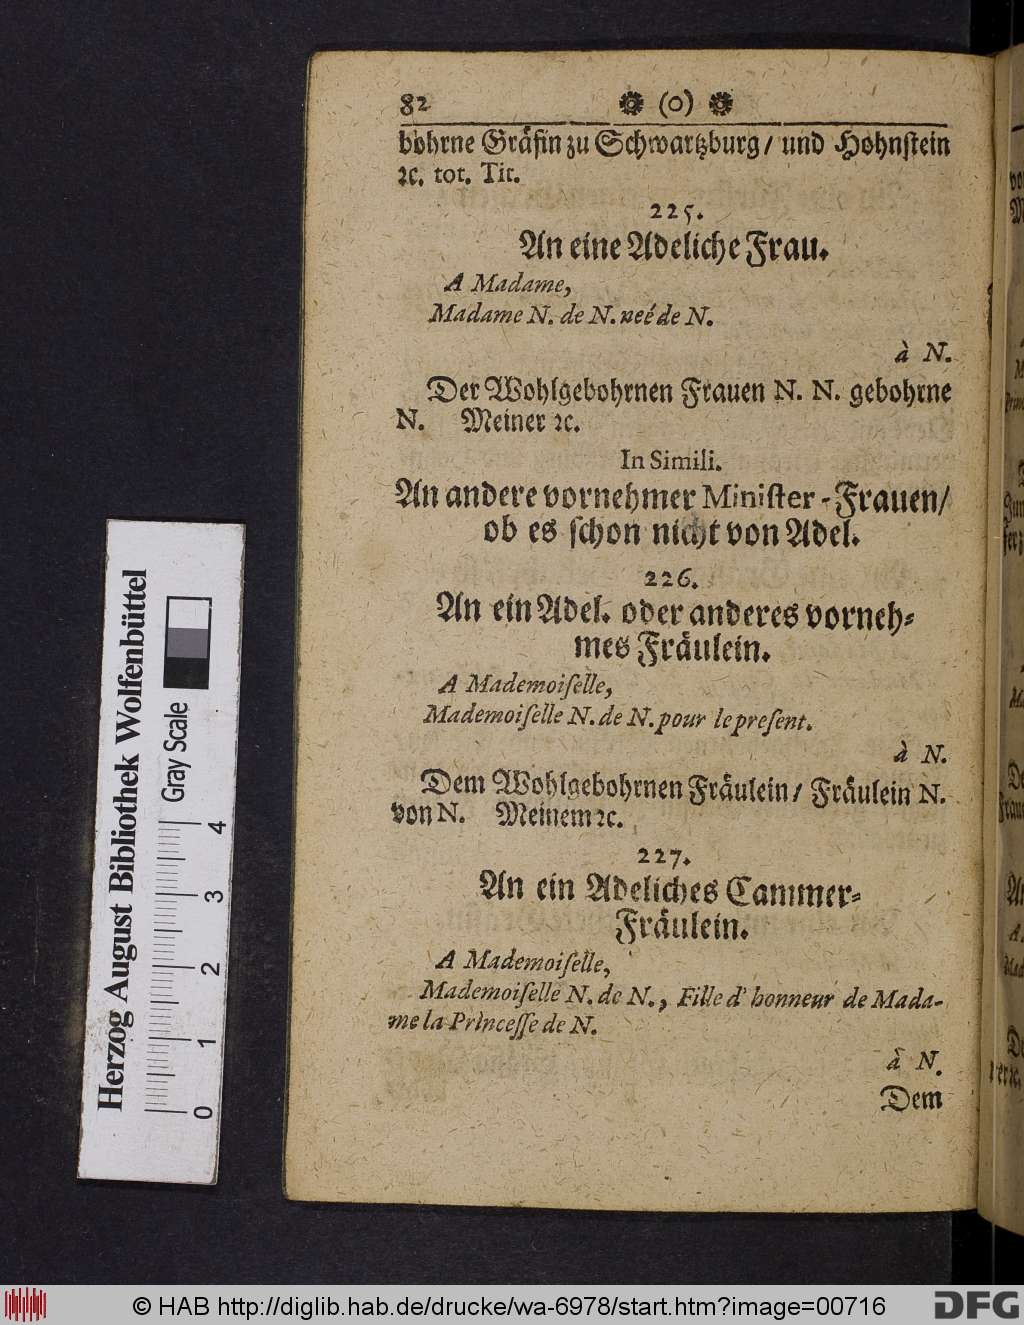 82 ❁ (o) ❁
bohrne Gräfin zu Schwartzburg / und Hohnstein
ꝛc. tot. Tit.
225.
An eine Adeliche Frau.
A Madame,
Madame N. de N. neé de N.
à N.
Der Wohlgebohrnen Frauen N. N. gebohrne
N. Meiner ꝛc.
In Simili.
An andere vornehmer Miniſter-Frauen/
ob es ſchon nicht von Adel.
226.
An ein Adel. oder anderes vorneh⸗
mes Fräulein.
A Mademoiſelle,
Mademoiſelle N. de N. pour le preſent.
à N.
Dem Wohlgebohrnen Fräulein / Fräulein N.
von N. Meinem ꝛc.
227.
An ein Adeliches Cammer⸗
Fräulein.
A Mademoiſelle,
Mademoiſelle N. de N., Fille d' honneur de Mada-
me la Princeſſe de N.
à N.
Dem
Herzog August Bibliothek Wolfenbüttel
Gray Scale
0 1 2 3 4
© HAB http://diglib.hab.de/drucke/wa-6978/start.htm?image=00716
DFG